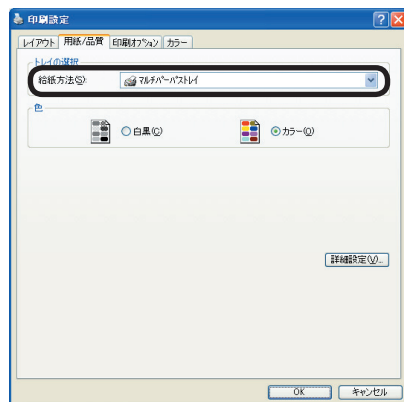 印刷設定
レイアウト 用紙/品質 印刷オプション カラー
トレイの選択
給紙方法(S): マルチパーパストレイ
色
白黒(C) カラー(O)
詳細設定(V)...
OK キャンセル